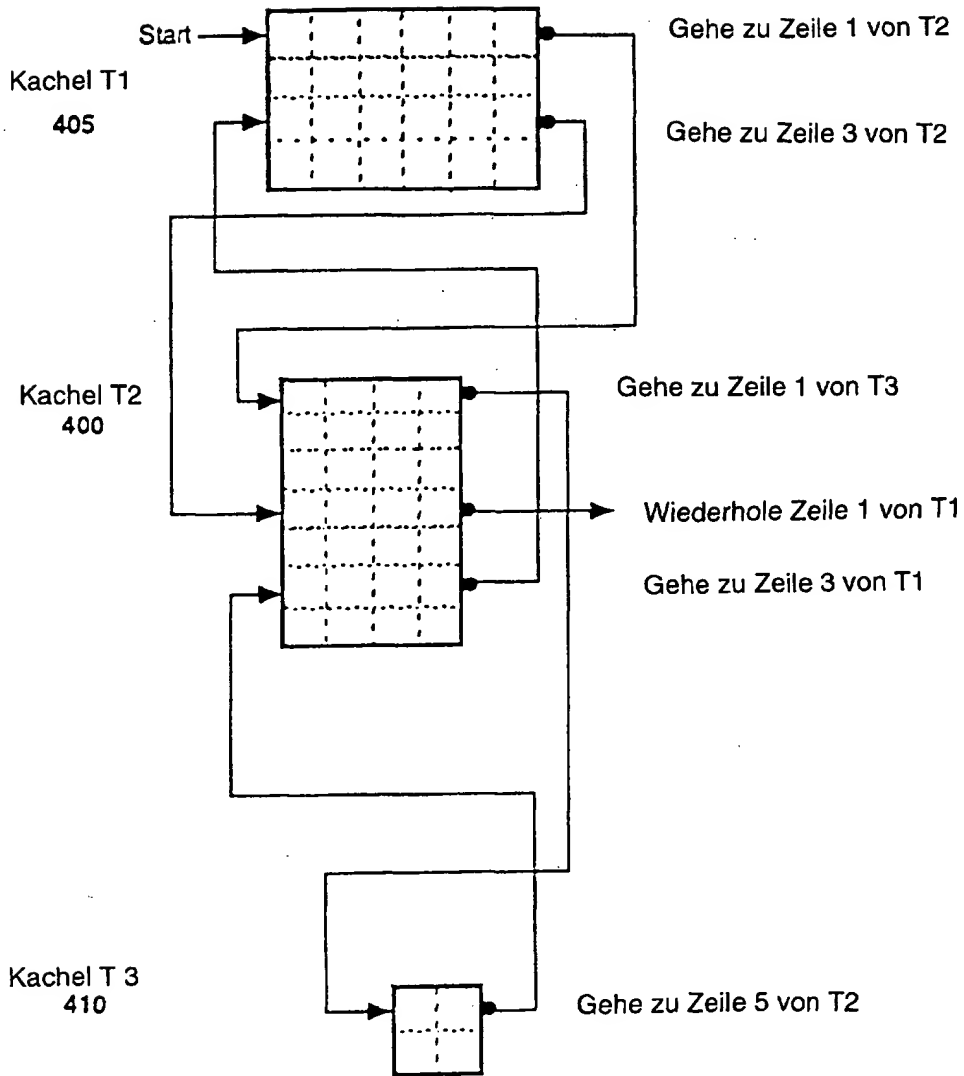 Start
Gehe zu Zeile 1 von T2
Kachel T1
405
Gehe zu Zeile 3 von T2
Kachel T2
400
Gehe zu Zeile 1 von T3
Wiederhole Zeile 1 von T1
Gehe zu Zeile 3 von T1
Kachel T 3
410
Gehe zu Zeile 5 von T2